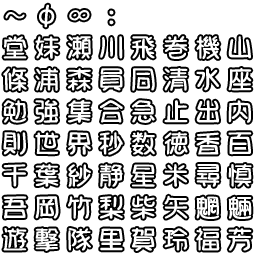 ～ φ ∞ :
堂 妹 瀬 川 飛 巻 機 山
條 浦 森 員 同 清 水 座
勉 強 集 合 急 止 出 内
則 世 界 秒 数 徳 香 百
千 葉 紗 静 星 米 尋 慎
吾 岡 竹 梨 柴 矢 魍 魎
遊 撃 隊 里 賀 玲 福 芳